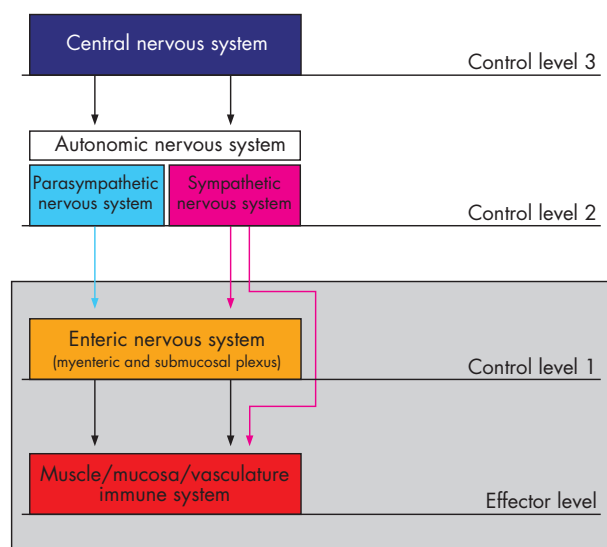 Central nervous system
Control level 3
Autonomic nervous system
Parasympathetic
nervous system
Sympathetic
nervous system
Control level 2
Enteric nervous system
(myenteric and submucosal plexus)
Control level 1
Muscle/mucosa/vasculature
immune system
Effector level